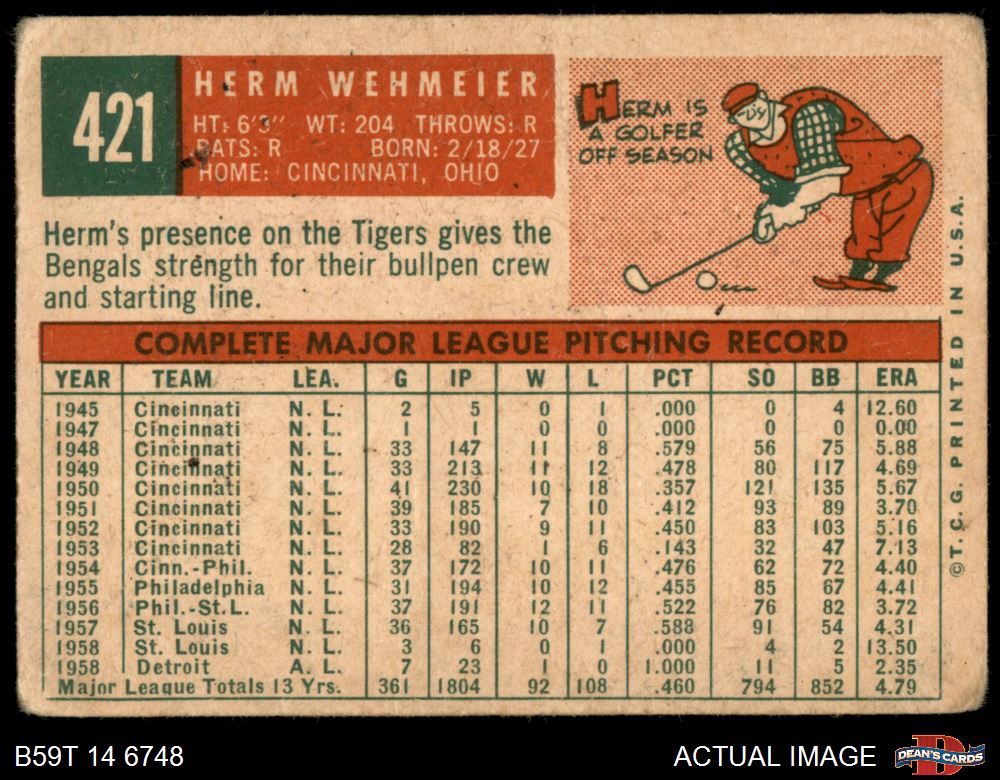 421
HERM WEHMEIER
HT: 6'3" WT: 204 THROWS: R
BATS: R BORN: 2/18/27
HOME: CINCINNATI, OHIO
HERM IS
A GOLFER
OFF SEASON
Herm's presence on the Tigers gives the
Bengals strength for their bullpen crew
and starting line.
COMPLETE MAJOR LEAGUE PITCHING RECORD
YEAR TEAM LEA. G IP W L PCT SO BB ERA
1945 Cincinnati N. L. 2 5 0 1 .000 0 4 12.60
1947 Cincinnati N. L. 1 1 0 0 .000 0 0 0.00
1948 Cincinnati N. L. 33 147 11 8 .579 56 75 5.88
1949 Cincinnati N. L. 33 213 11 12 .478 80 117 4.69
1950 Cincinnati N. L. 41 230 10 18 .357 121 135 5.67
1951 Cincinnati N. L. 39 185 7 10 .412 93 89 3.70
1952 Cincinnati N. L. 33 190 9 11 .450 83 103 5.16
1953 Cincinnati N. L. 28 82 1 6 .143 32 47 7.13
1954 Cinn.-Phil. N. L. 37 172 10 11 .476 62 72 4.40
1955 Philadelphia N. L. 31 194 10 12 .455 85 67 4.41
1956 Phil.-St.L. N. L. 37 191 12 11 .522 76 82 3.72
1957 St. Louis N. L. 36 165 10 7 .588 91 54 4.31
1958 St. Louis N. L. 3 6 0 1 .000 4 2 13.50
1958 Detroit A. L. 7 23 1 0 1.000 11 5 2.35
Major League Totals 13 Yrs. 361 1804 92 108 .460 794 852 4.79
©T. C. G. PRINTED IN U.S.A.
B59T 14 6748
ACTUAL IMAGE
D
DEAN'S CARDS